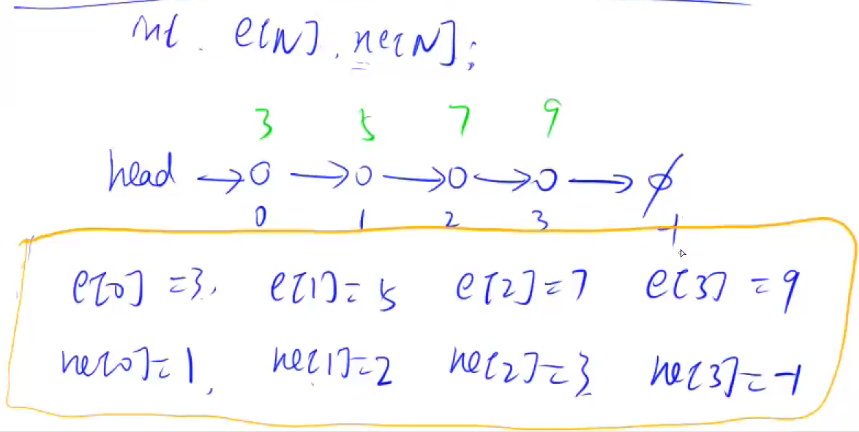 int e[N], ne[N];
3 5 7 9
head → o → o → o → o → ∅
0 1 2 3 -1
e[0] = 3, e[1] = 5 e[2] = 7 e[3] = 9
ne[0] = 1, ne[1] = 2 ne[2] = 3 ne[3] = -1